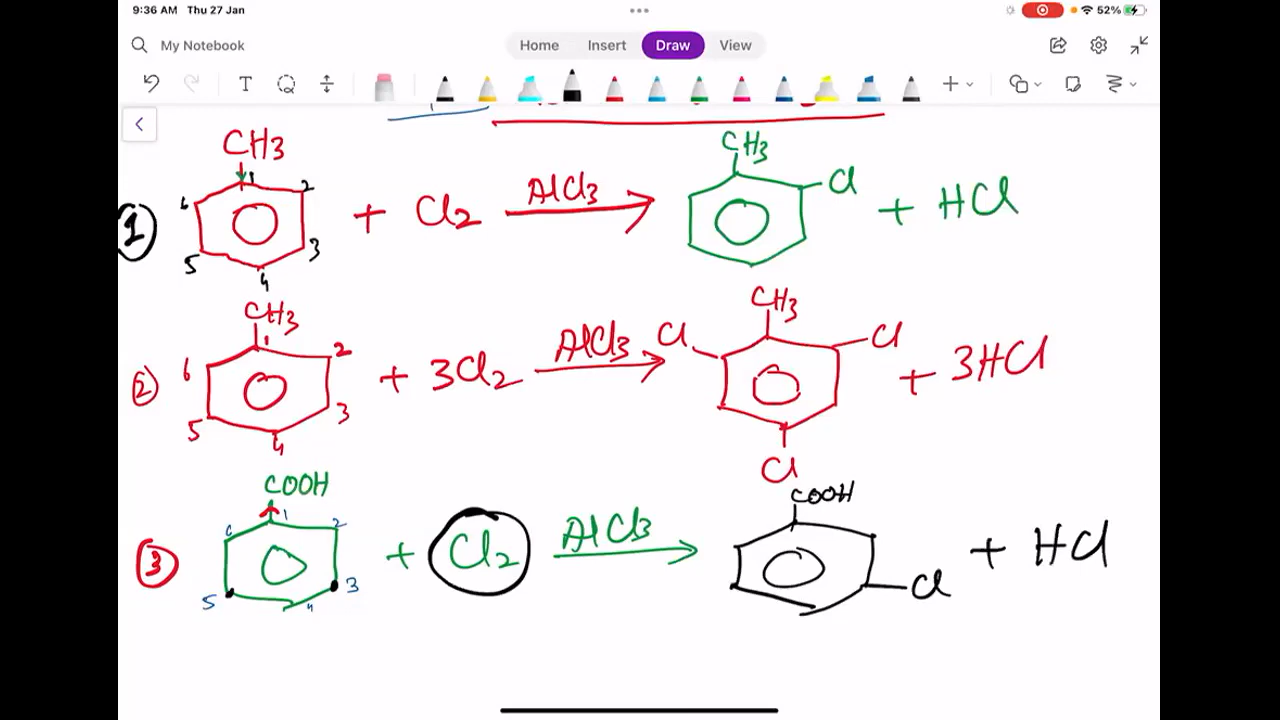 9:36 AM Thu 27 Jan
52%
My Notebook
Home Insert Draw View
T
CH3
1
2
3
4
5
6
① + Cl2 AlCl3 CH3 Cl + HCl
CH3
1
2
3
4
5
6
② + 3Cl2 AlCl3 CH3 Cl Cl Cl + 3HCl
COOH
1
2
3
4
5
6
③ + Cl2 AlCl3 COOH Cl + HCl